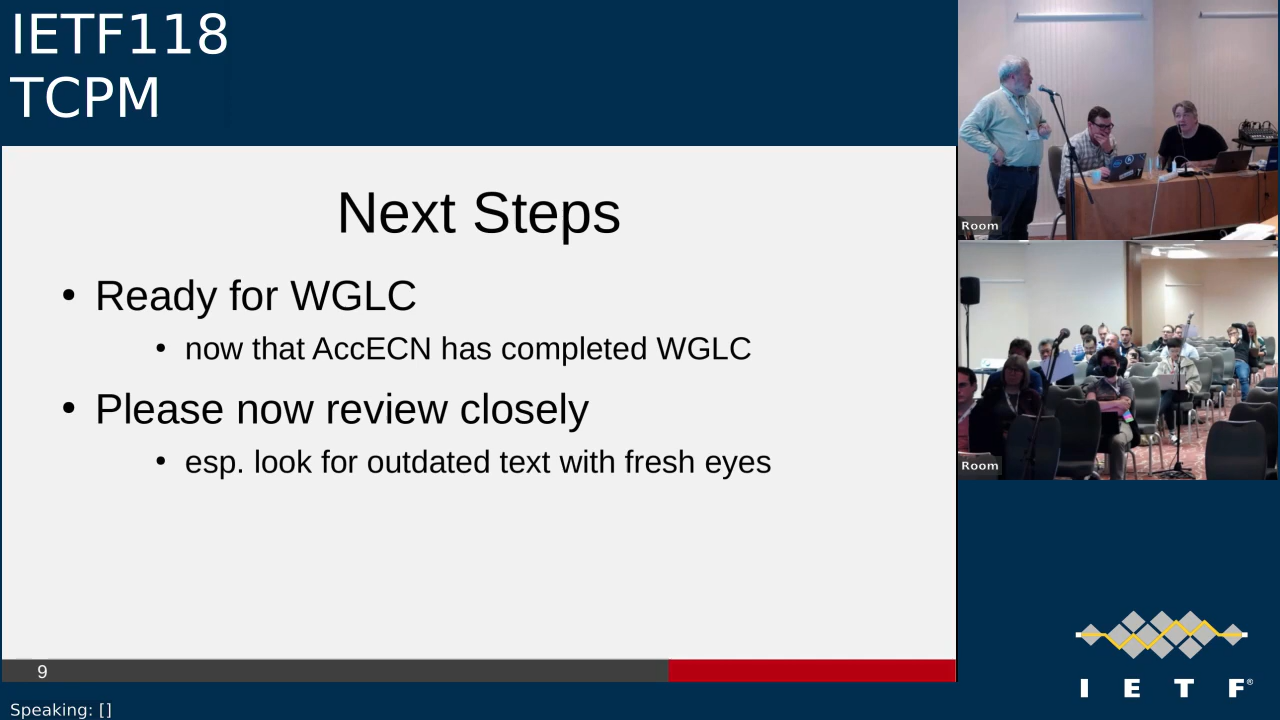 IETF118
TCPM
Next Steps
• Ready for WGLC
• now that AccECN has completed WGLC
• Please now review closely
• esp. look for outdated text with fresh eyes
9
Speaking: []
Room
Room
I E T F®